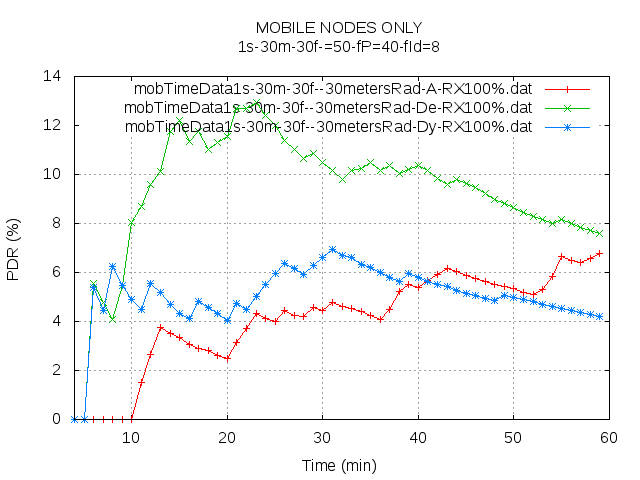 MOBILE NODES ONLY
1s-30m-30f-=50-fP=40-fId=8
mobTimeData1s-30m-30f--30metersRad-A-RX100%.dat
mobTimeData1s-30m-30f--30metersRad-De-RX100%.dat
mobTimeData1s-30m-30f--30metersRad-Dy-RX100%.dat
PDR (%)
14
12
10
8
6
4
2
0
10 20 30 40 50 60
Time (min)